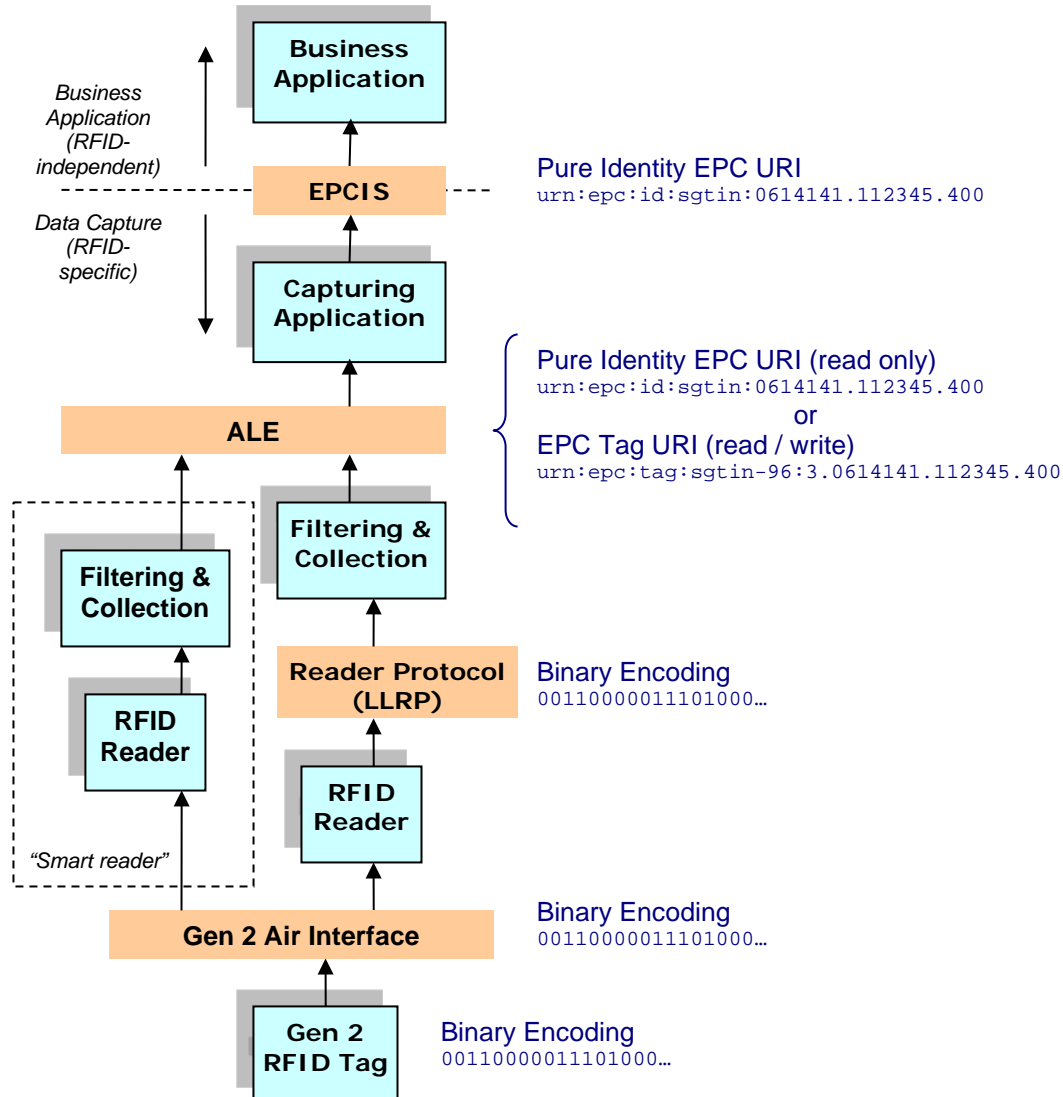 Business
Application
Business
Application
(RFID-
independent)
Pure Identity EPC URI
urn:epc:id:sgtin:0614141.112345.400
EPCIS
Data Capture
(RFID-
specific)
Capturing
Application
Pure Identity EPC URI (read only)
urn:epc:id:sgtin:0614141.112345.400
or
EPC Tag URI (read / write)
urn:epc:tag:sgtin-96:3.0614141.112345.400
ALE
Filtering &
Collection
Filtering &
Collection
Reader Protocol
(LLRP)
Binary Encoding
00110000011101000…
RFID
Reader
RFID
Reader
“Smart reader”
Gen 2 Air Interface
Binary Encoding
00110000011101000…
Gen 2
RFID Tag
Binary Encoding
00110000011101000…